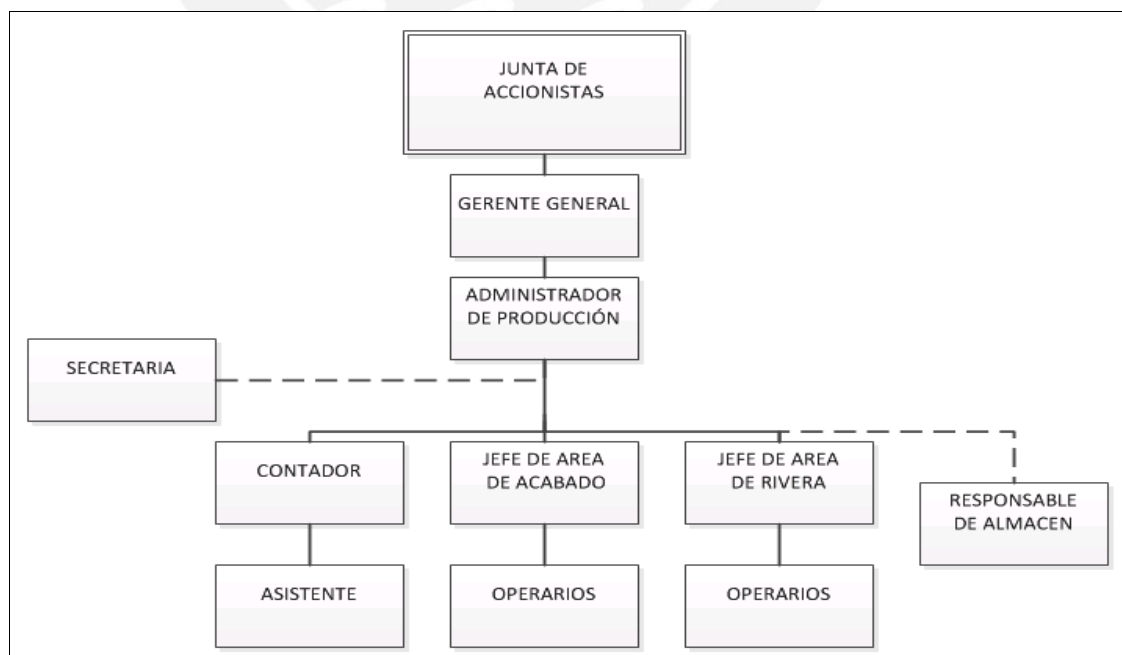 JUNTA DE
ACCIONISTAS
GERENTE GENERAL
ADMINISTRADOR
DE PRODUCCIÓN
SECRETARIA
CONTADOR
JEFE DE AREA
DE ACABADO
JEFE DE AREA
DE RIVERA
RESPONSABLE
DE ALMACEN
ASISTENTE
OPERARIOS
OPERARIOS